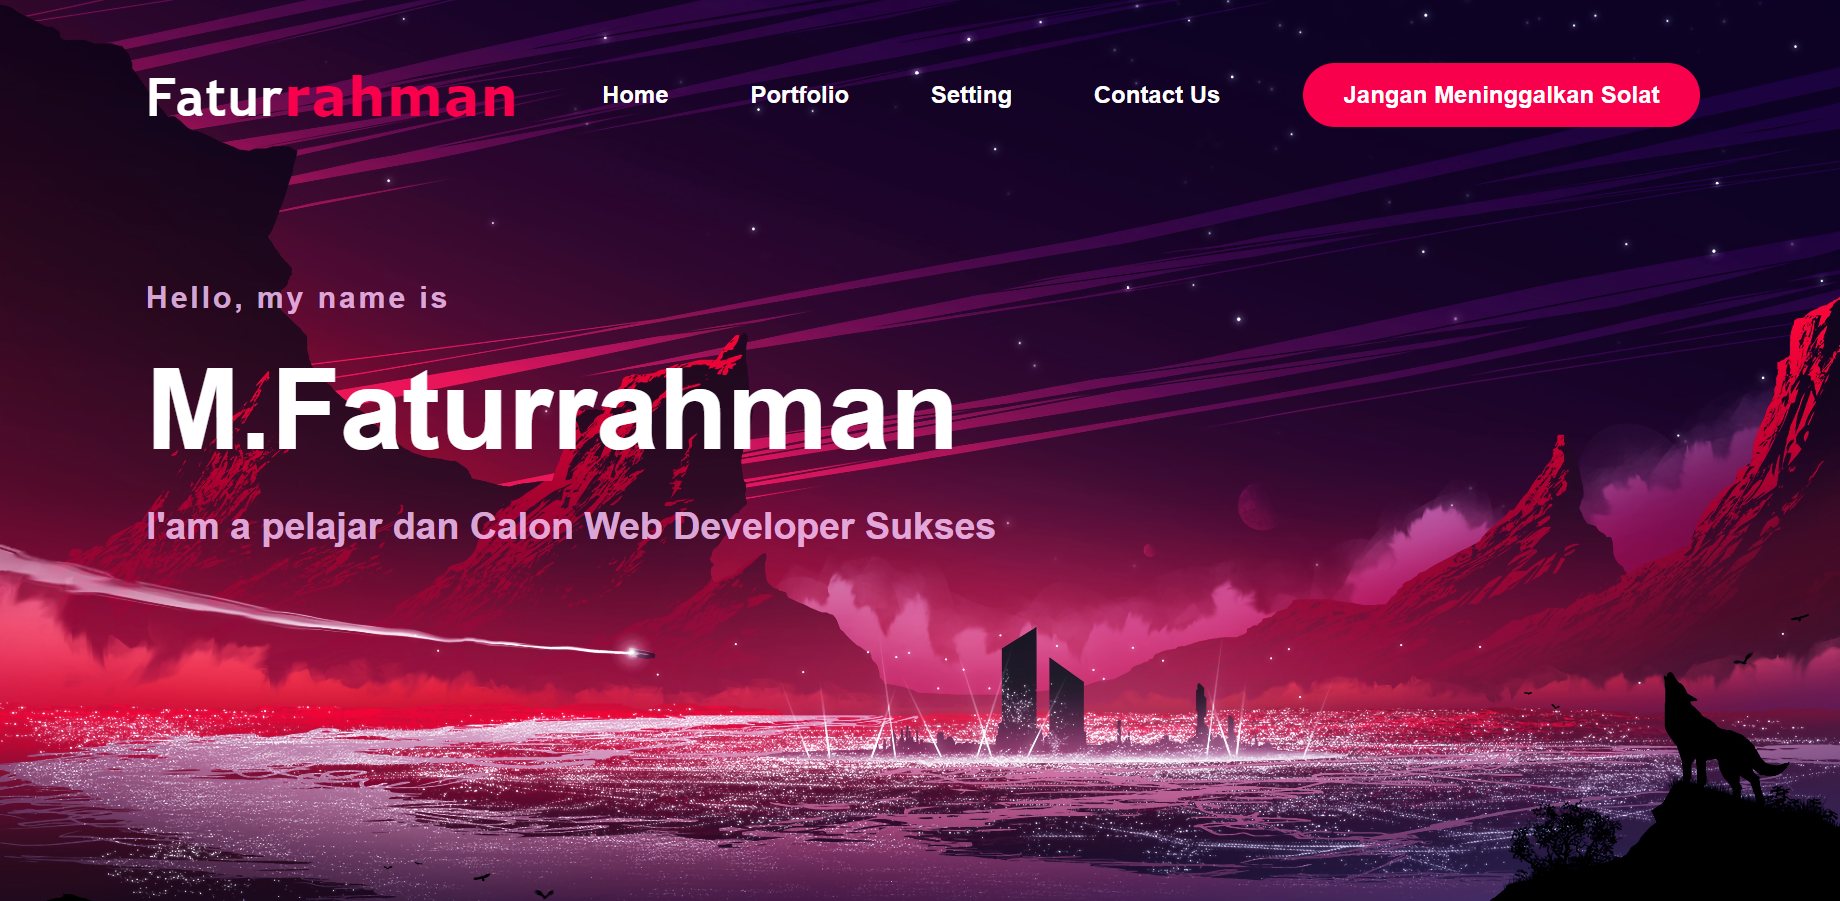 Faturrahman Home Portfolio Setting Contact Us Jangan Meninggalkan Solat
Hello, my name is
M.Faturrahman
I'am a pelajar dan Calon Web Developer Sukses